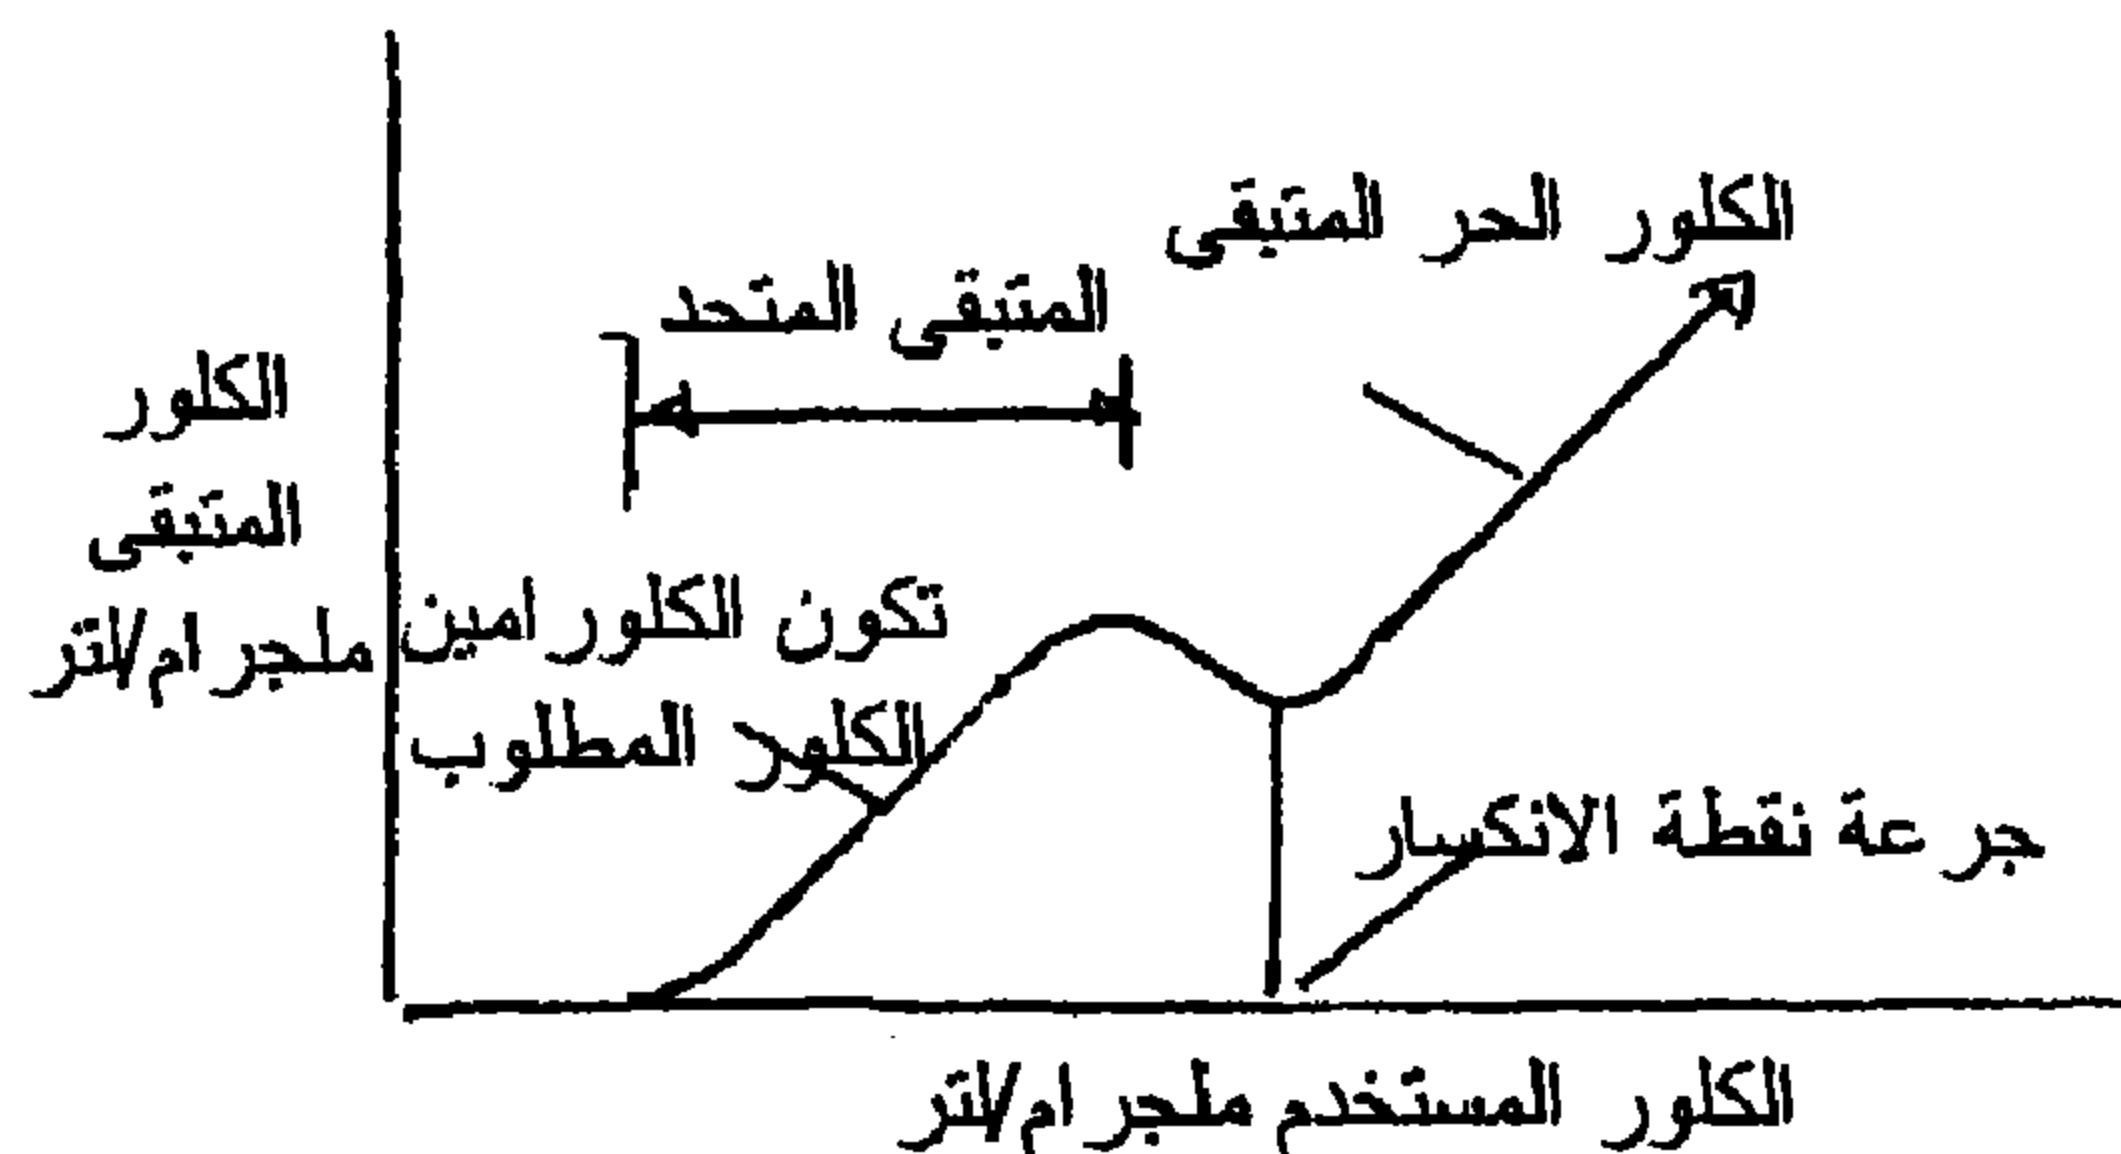 الكلور الحر المتبقى
المتبقى المتحد
الكلور
المتبقى
ملجرام/لتر
تكون الكلورامين
الكلور المطلوب
جرعة نقطة الانكسار
الكلور المستخدم ملجرام/لتر